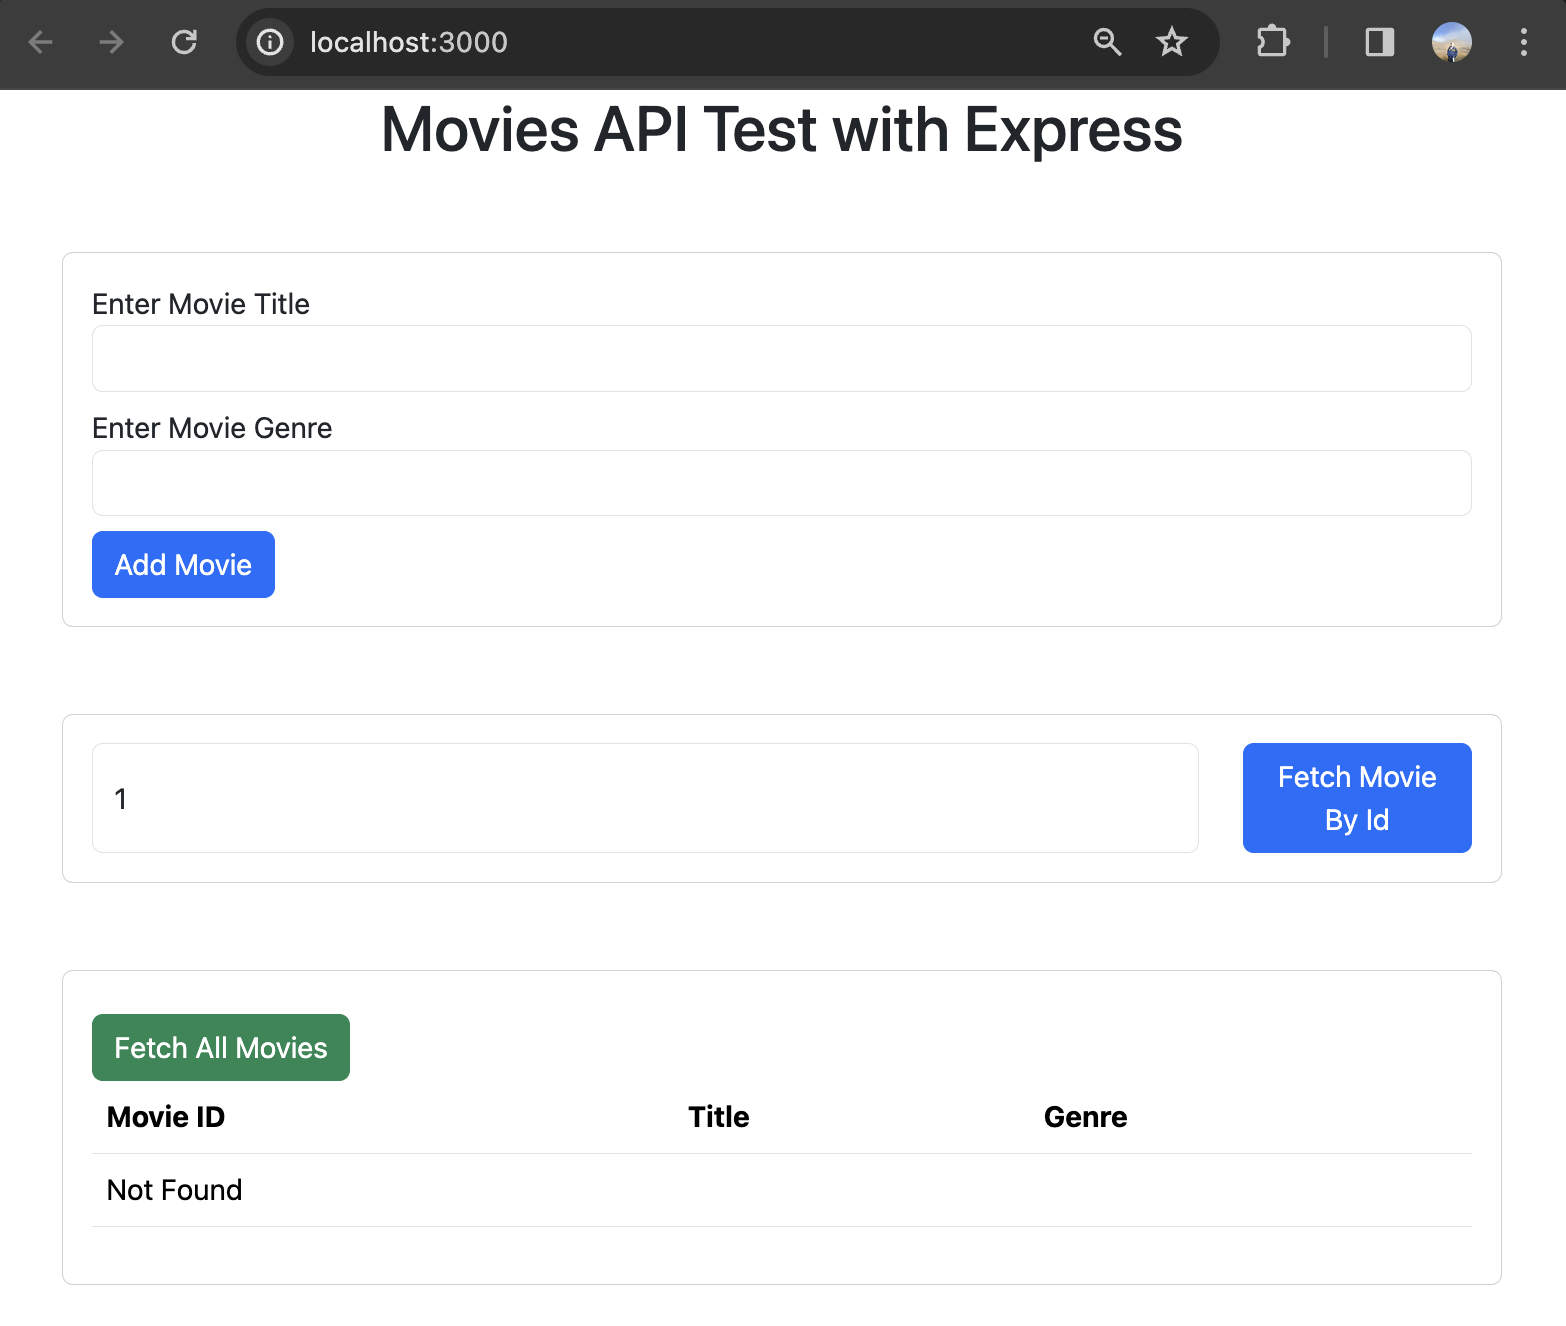 localhost:3000
Movies API Test with Express
Enter Movie Title
Enter Movie Genre
Add Movie
1
Fetch Movie
By Id
Fetch All Movies
Movie ID Title Genre
Not Found